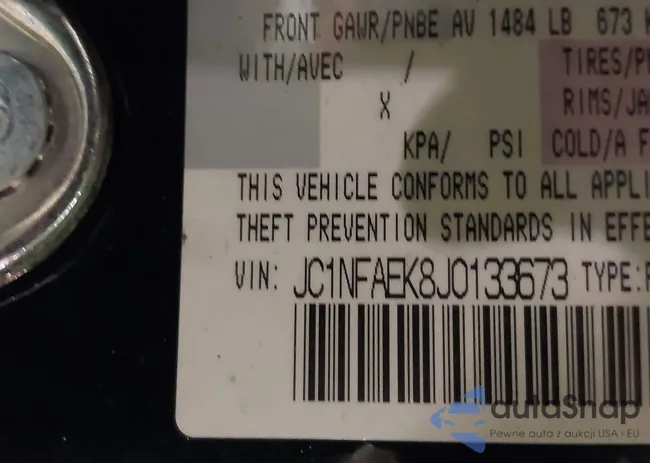 FRONT GAWR/PNBE AV 1484 LB 673 K
WITH/AVEC / TIRES/P
X RIMS/JA
KPA/ PSI COLD/A F
THIS VEHICLE CONFORMS TO ALL APPLI
THEFT PREVENTION STANDARDS IN EFFE
VIN: JC1NFAEK8J0133673 TYPE:P
autaSnap
Pewne auta z aukcji USA i EU